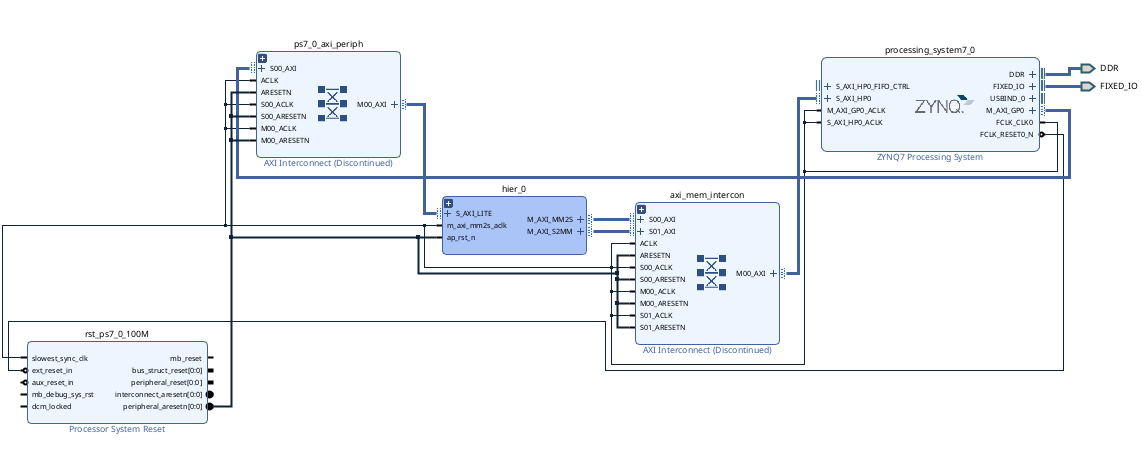 ps7_0_axi_periph
S00_AXI
ACLK
ARESETN
S00_ACLK
S00_ARESETN
M00_ACLK
M00_ARESETN
M00_AXI
AXI Interconnect (Discontinued)
processing_system7_0
S_AXI_HP0_FIFO_CTRL
S_AXI_HP0
M_AXI_GP0_ACLK
S_AXI_HP0_ACLK
ZYNQ
DDR
FIXED_IO
USBIND_0
M_AXI_GP0
FCLK_CLK0
FCLK_RESET0_N
ZYNQ7 Processing System
DDR
FIXED_IO
hier_0
S_AXI_LITE
m_axi_mm2s_aclk
ap_rst_n
M_AXI_MM2S
M_AXI_S2MM
axi_mem_intercon
S00_AXI
S01_AXI
ACLK
ARESETN
S00_ACLK
S00_ARESETN
M00_ACLK
M00_ARESETN
S01_ACLK
S01_ARESETN
M00_AXI
AXI Interconnect (Discontinued)
rst_ps7_0_100M
slowest_sync_clk
ext_reset_in
aux_reset_in
mb_debug_sys_rst
dcm_locked
mb_reset
bus_struct_reset[0:0]
peripheral_reset[0:0]
interconnect_aresetn[0:0]
peripheral_aresetn[0:0]
Processor System Reset